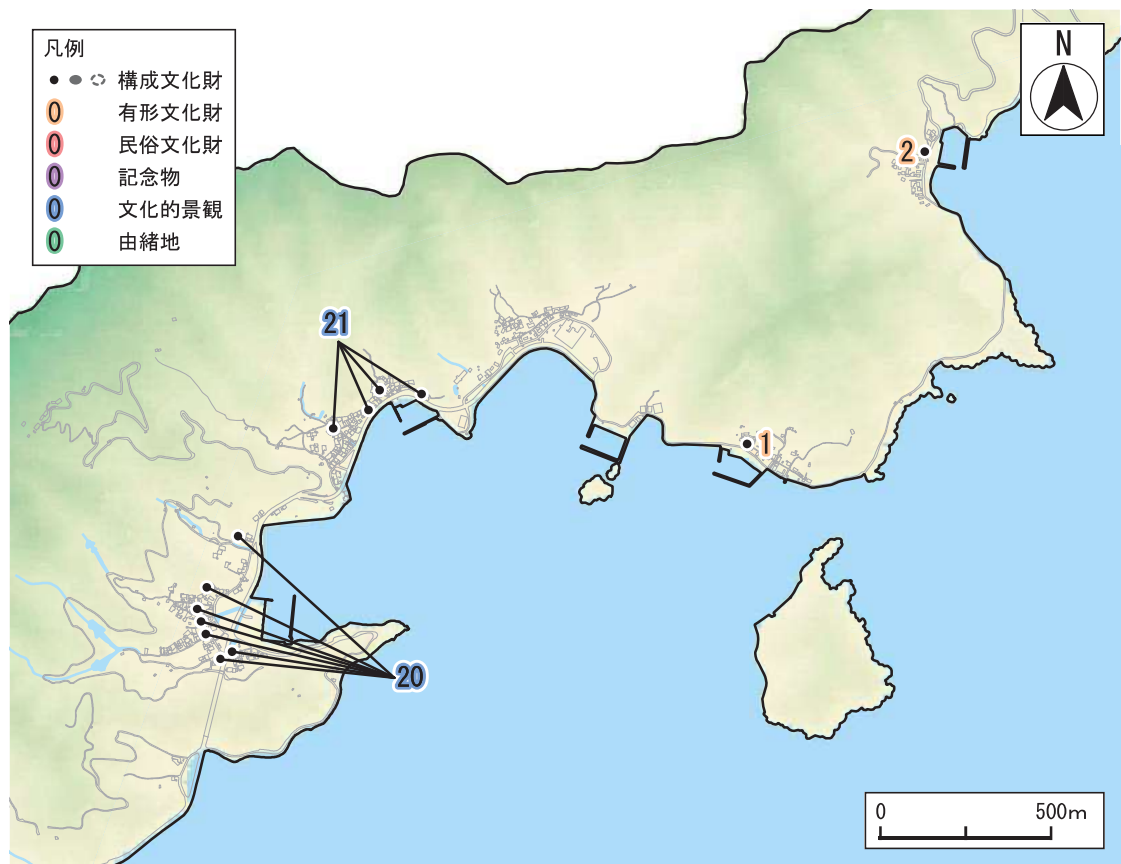 凡例
構成文化財
0 有形文化財
0 民俗文化財
0 記念物
0 文化的景観
0 由緒地
N
2
21
1
20
0 500m